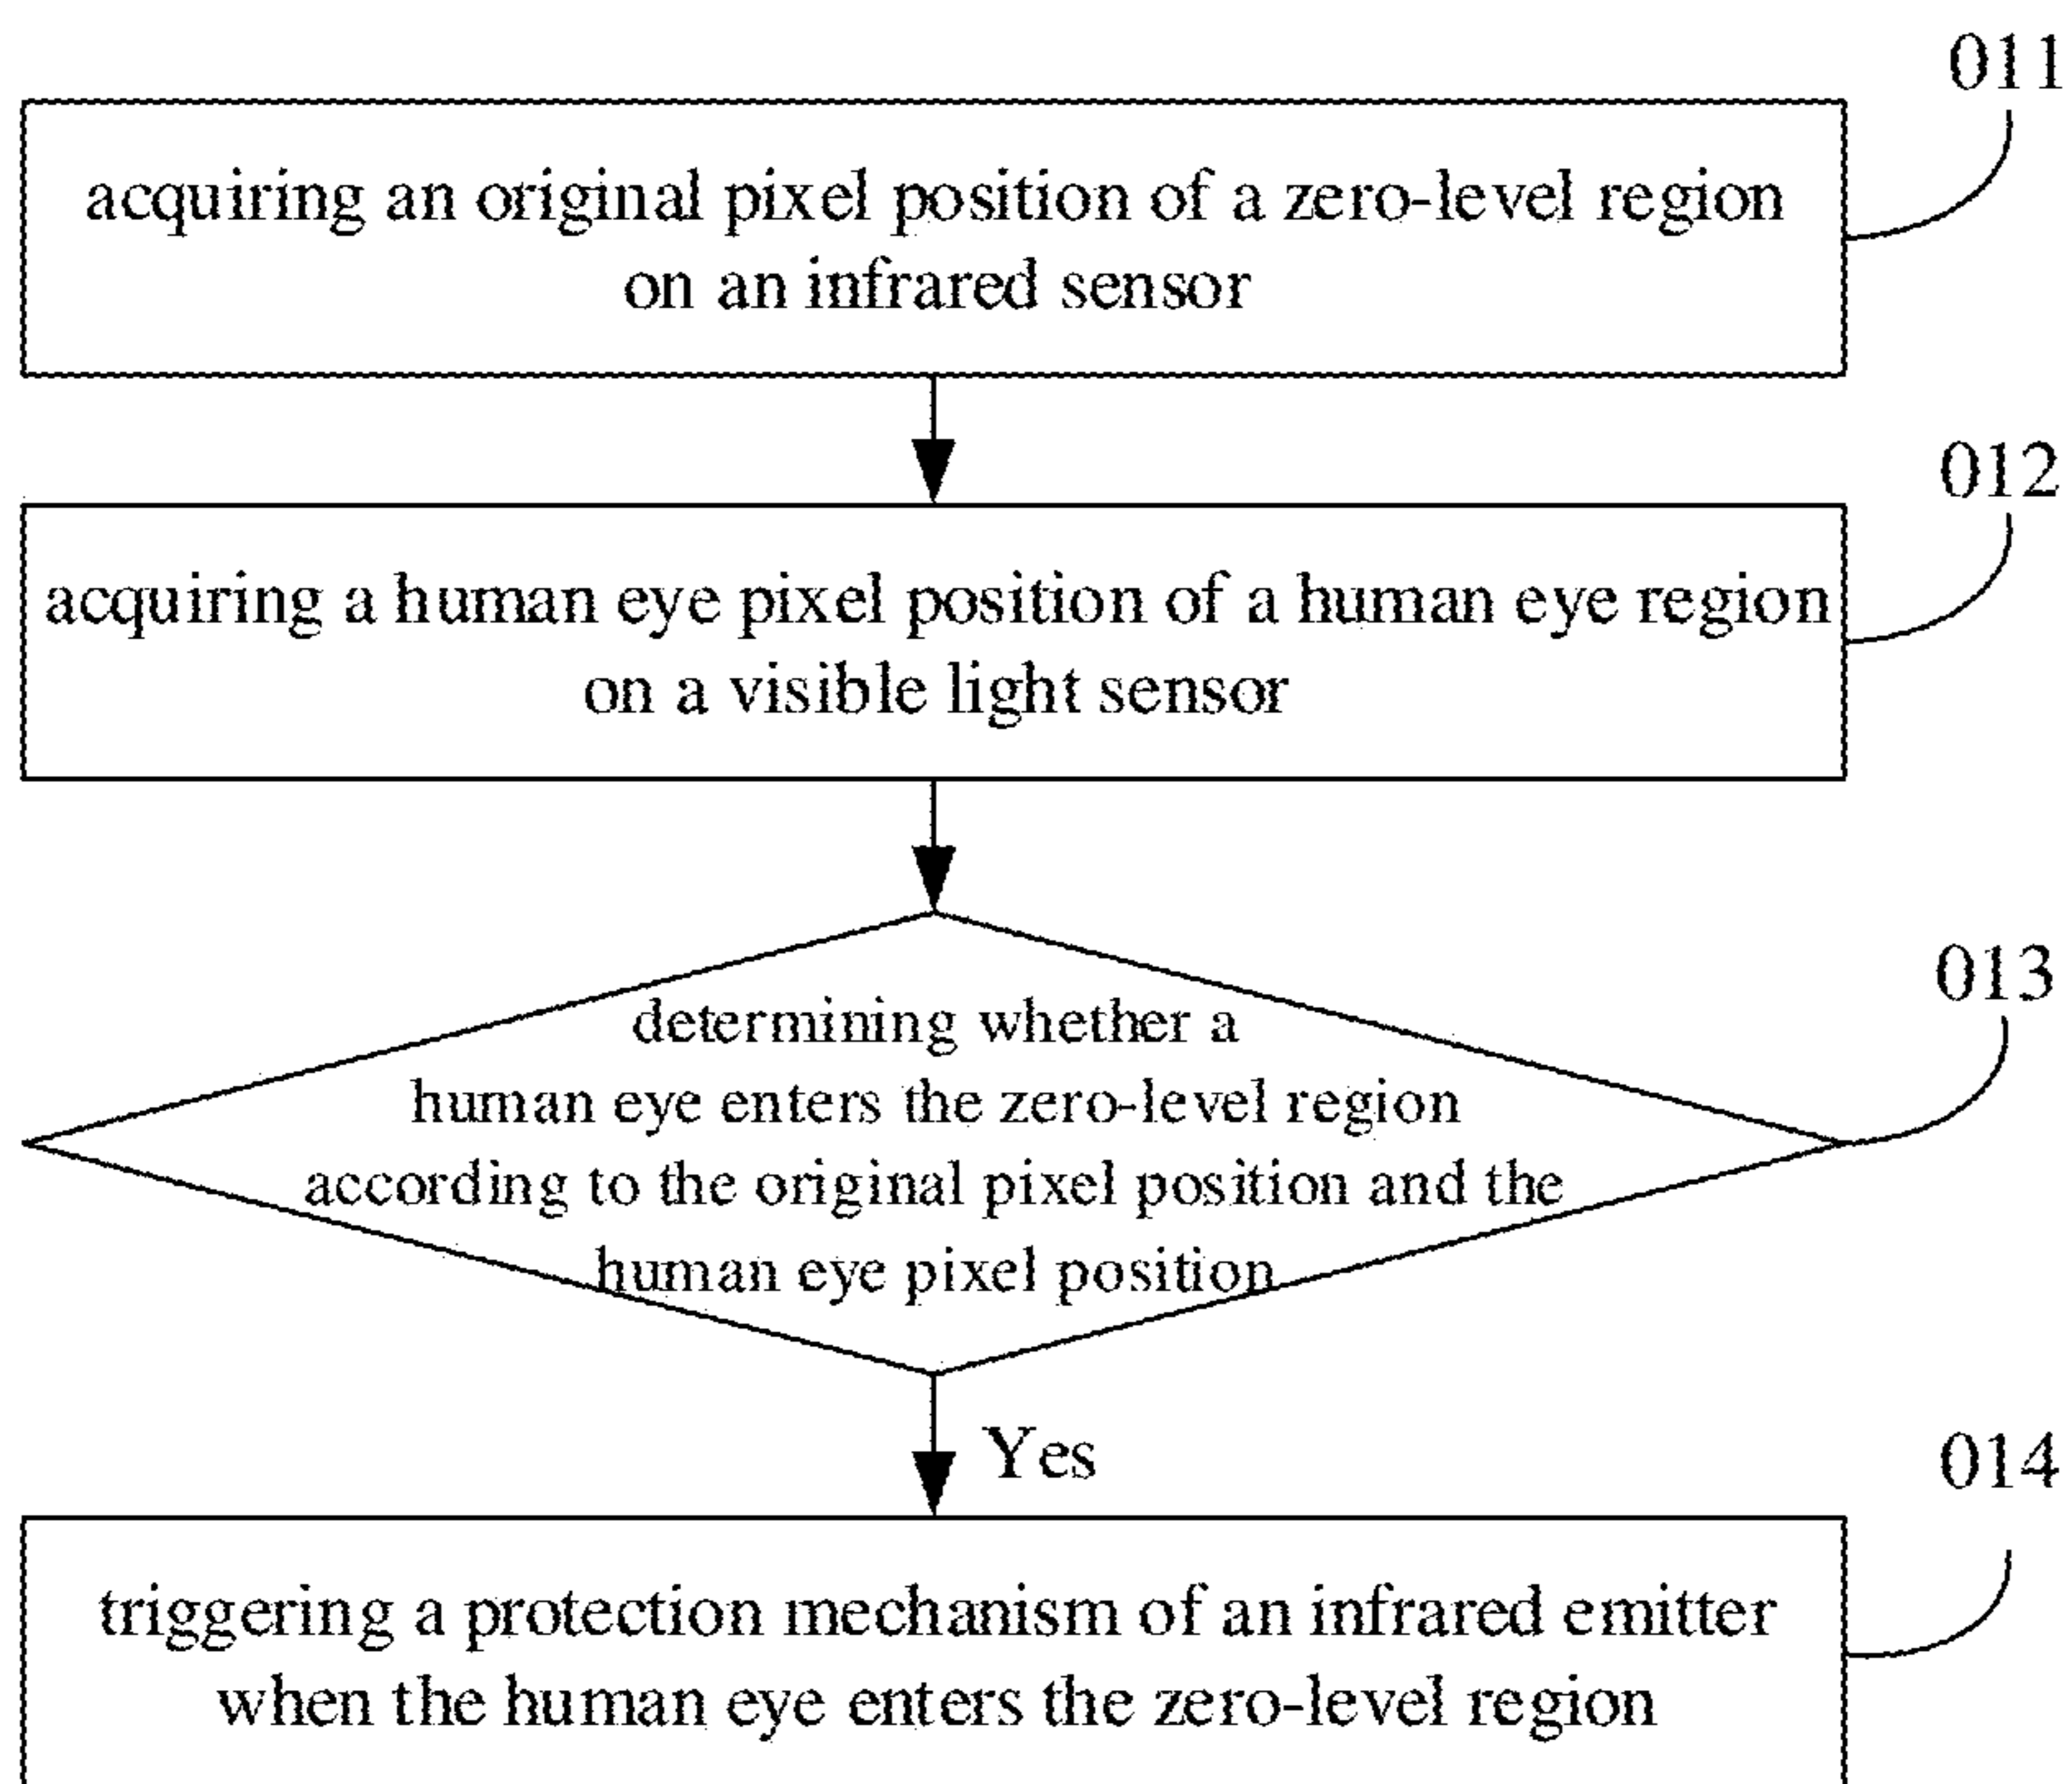 011
acquiring an original pixel position of a zero-level region
on an infrared sensor
012
acquiring a human eye pixel position of a human eye region
on a visible light sensor
013
determining whether a
human eye enters the zero-level region
according to the original pixel position and the
human eye pixel position
Yes
014
triggering a protection mechanism of an infrared emitter
when the human eye enters the zero-level region